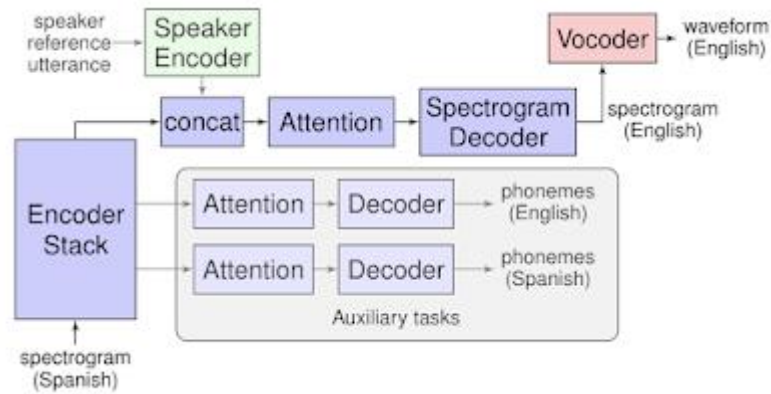 speaker
reference
utterance
Speaker
Encoder
Vocoder
waveform
(English)
concat
Attention
Spectrogram
Decoder
spectrogram
(English)
Encoder
Stack
Attention
Decoder
phonemes
(English)
Attention
Decoder
phonemes
(Spanish)
Auxiliary tasks
spectrogram
(Spanish)